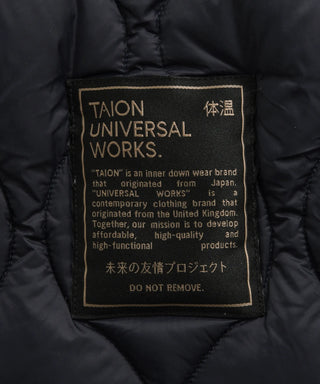 TAION 体温
UNIVERSAL
WORKS.
"TAION" is an inner down wear brand
that originated from Japan.
"UNIVERSAL WORKS" is a
contemporary clothing brand that
originated from the United Kingdom.
Together, our mission is to develop
affordable, high-quality and
high-functional products.
未来の友情プロジェクト
DO NOT REMOVE.